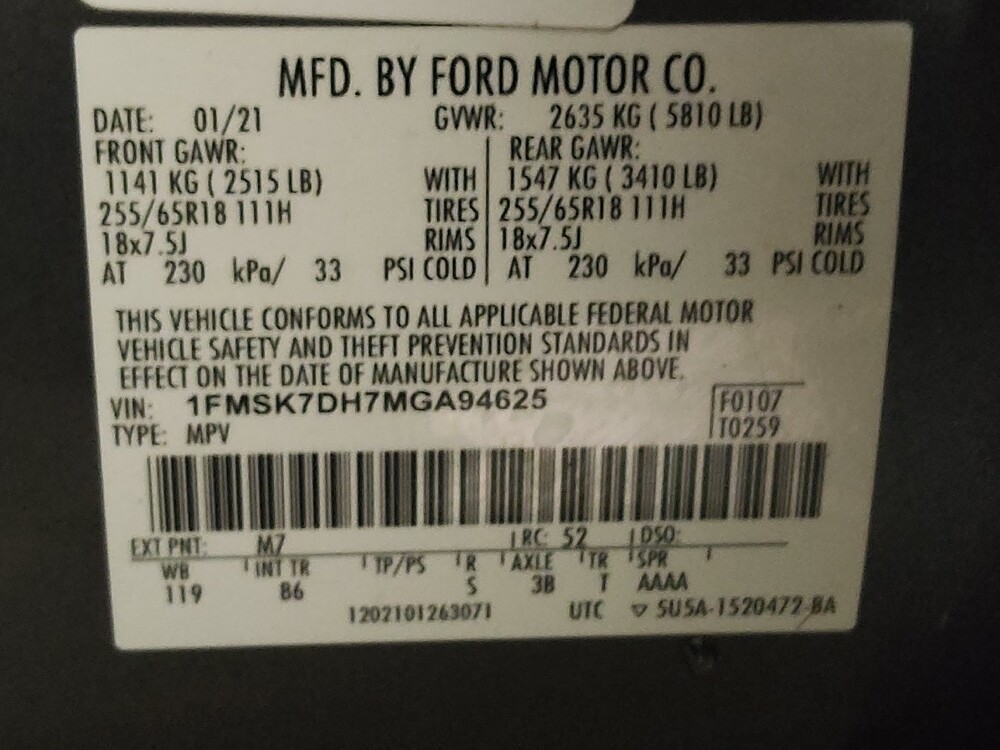 MFD. BY FORD MOTOR CO.
DATE: 01/21 GVWR: 2635 KG ( 5810 LB)
FRONT GAWR: REAR GAWR:
1141 KG ( 2515 LB) WITH 1547 KG ( 3410 LB) WITH
255/65R18 111H TIRES 255/65R18 111H TIRES
18x7.5J RIMS 18x7.5J RIMS
AT 230 kPa/ 33 PSI COLD AT 230 kPa/ 33 PSI COLD
THIS VEHICLE CONFORMS TO ALL APPLICABLE FEDERAL MOTOR
VEHICLE SAFETY AND THEFT PREVENTION STANDARDS IN
EFFECT ON THE DATE OF MANUFACTURE SHOWN ABOVE.
VIN: 1FMSK7DH7MGA94625 F0107
TYPE: MPV T0259
EXT PNT: M7 RC: 52 DSO:
WB INT TR TP/PS R AXLE TR SPR
119 B6 S 3B T AAAA
1202101263071 UTC ▽ 5U5A-1520472-BA